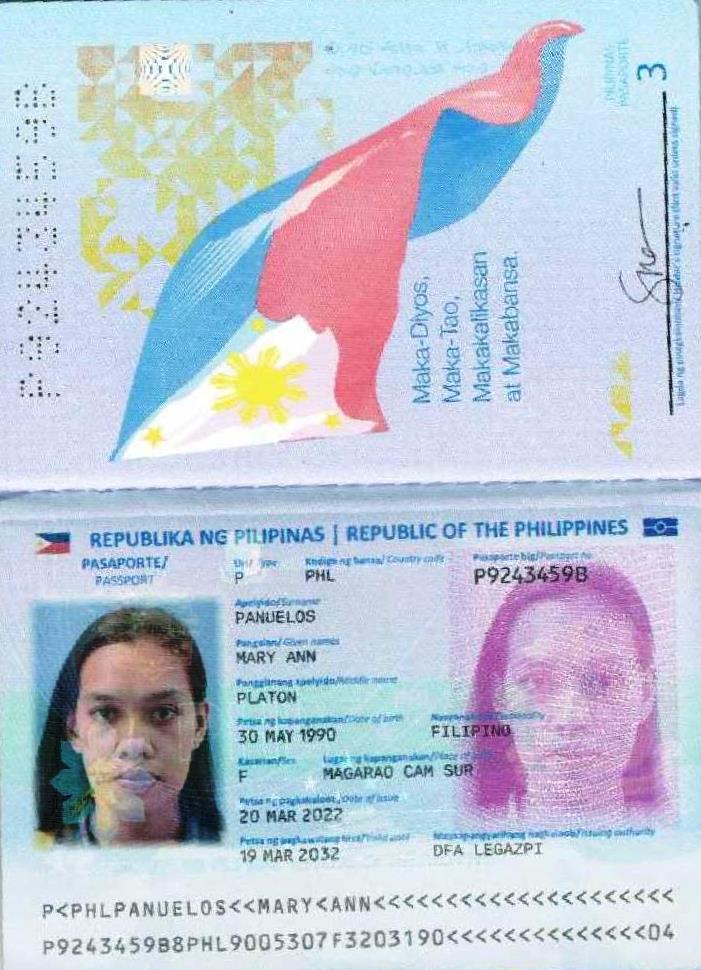 P9243459B
PILIPINAS
PASAPORTE
3
Maka-Diyos,
Maka-Tao,
Makakalikasan
at Makabansa.
REPUBLIKA NG PILIPINAS | REPUBLIC OF THE PHILIPPINES
PASAPORTE/
PASSPORT
Uri/ Type
P
Kodigo ng bansa/ Country code
PHL
Pasaporte blg/Passport no.
P9243459B
Apelyido/Surname
PANUELOS
Pangalan/ Given names
MARY ANN
Panggitnang apelyido/Middle name
PLATON
Petsa ng kapanganakan/Date of birth
30 MAY 1990
Nasyonalidad/Nationality
FILIPINO
Kasarian/Sex
F
Lugar ng kapanganakan/Place of birth
MAGARAO CAM SUR
Petsa ng pagkakaloob/Date of issue
20 MAR 2022
Petsa ng pagkawalang bisa/Valid until
19 MAR 2032
Maykapangyarihang nagkaloob/Issuing authority
DFA LEGAZPI
P<PHLPANUELOS<<MARY<ANN<<<<<<<<<<<<<<<<<<<<<
P9243459B8PHL9005307F3203190<<<<<<<<<<<<<<04